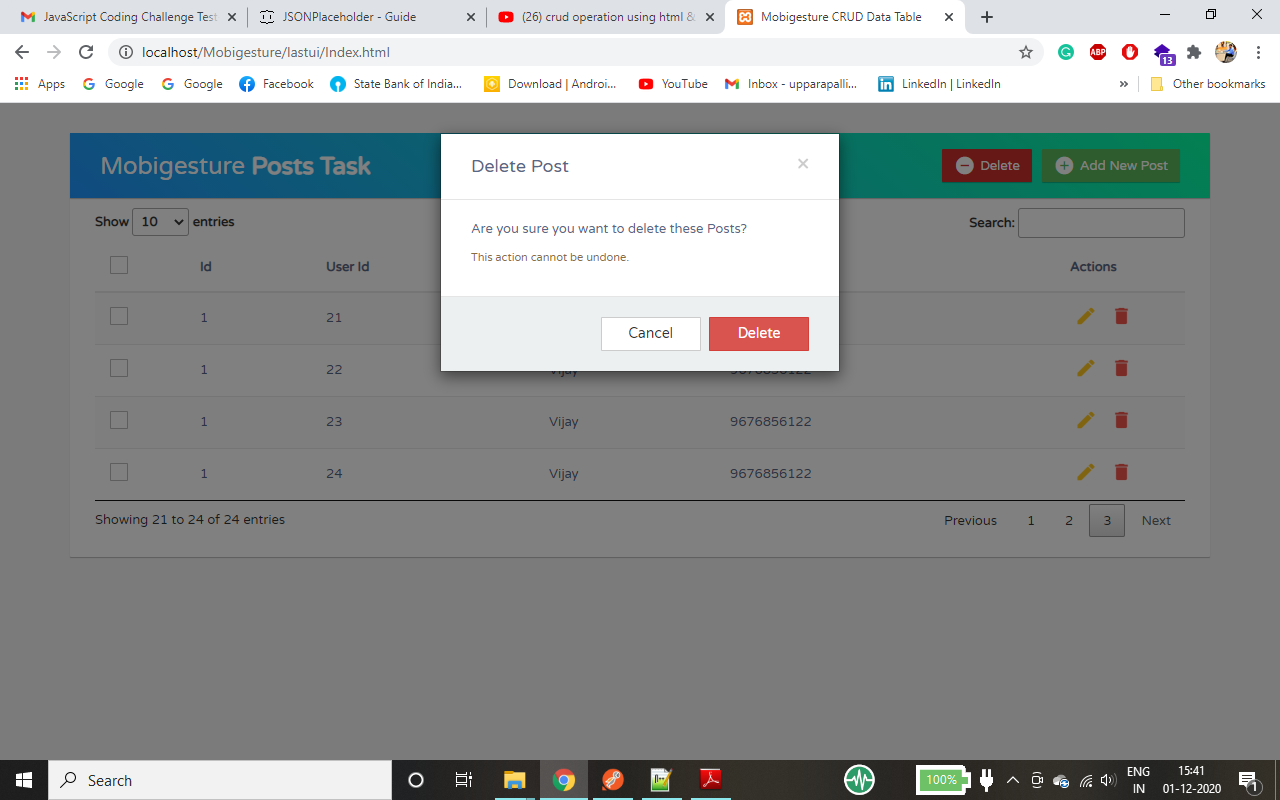 JavaScript Coding Challenge Test
JSONPlaceholder - Guide
(26) crud operation using html &
Mobigesture CRUD Data Table
localhost/Mobigesture/lastui/Index.html
ABP
13
Apps
Google
Google
Facebook
State Bank of India...
Download | Androi...
YouTube
Inbox - upparapalli...
LinkedIn | LinkedIn
»
Other bookmarks
Mobigesture Posts Task
Delete
Add New Post
Delete Post
×
Are you sure you want to delete these Posts?
This action cannot be undone.
Cancel
Delete
Show 10 entries
Search:
Id User Id Actions
1 21
1 22 Vijay 9676856122
1 23 Vijay 9676856122
1 24 Vijay 9676856122
Showing 21 to 24 of 24 entries
Previous 1 2 3 Next
Search
100%
ENG
IN
15:41
01-12-2020
1